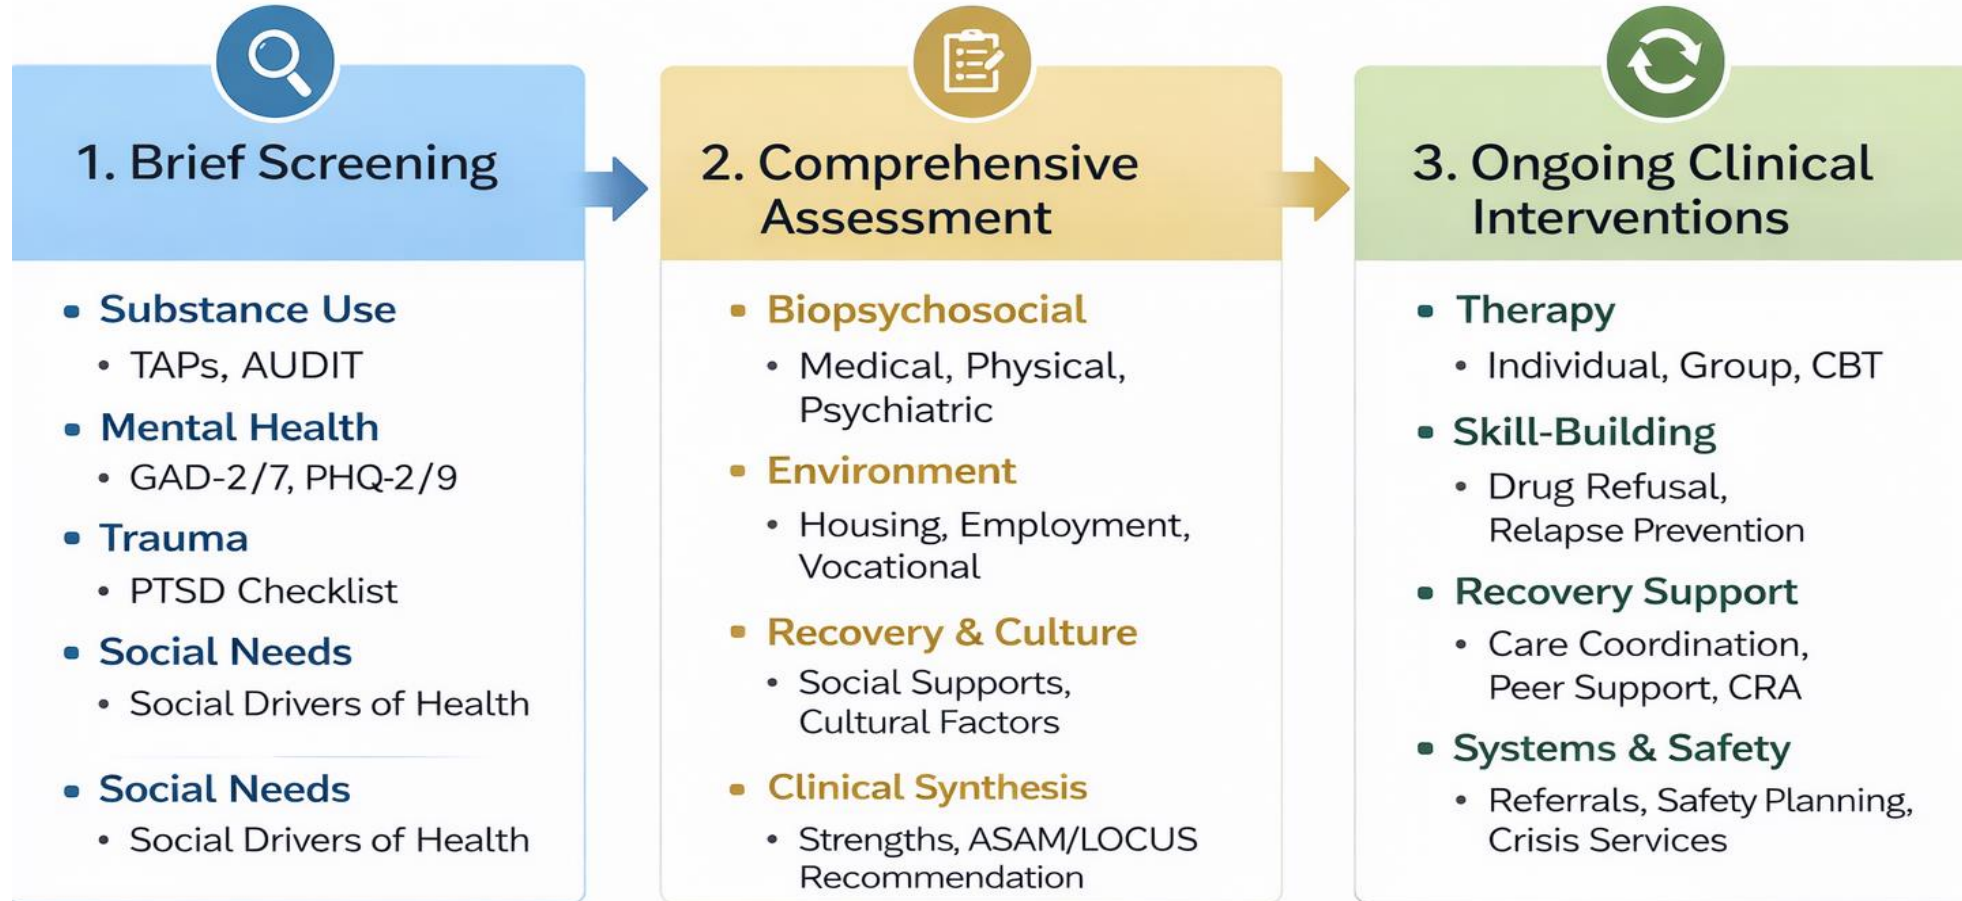 1. Brief Screening
• Substance Use
• TAPs, AUDIT
• Mental Health
• GAD-2/7, PHQ-2/9
• Trauma
• PTSD Checklist
• Social Needs
• Social Drivers of Health
• Social Needs
• Social Drivers of Health
2. Comprehensive
Assessment
• Biopsychosocial
• Medical, Physical,
Psychiatric
• Environment
• Housing, Employment,
Vocational
• Recovery & Culture
• Social Supports,
Cultural Factors
• Clinical Synthesis
• Strengths, ASAM/LOCUS
Recommendation
3. Ongoing Clinical
Interventions
• Therapy
• Individual, Group, CBT
• Skill-Building
• Drug Refusal,
Relapse Prevention
• Recovery Support
• Care Coordination,
Peer Support, CRA
• Systems & Safety
• Referrals, Safety Planning,
Crisis Services